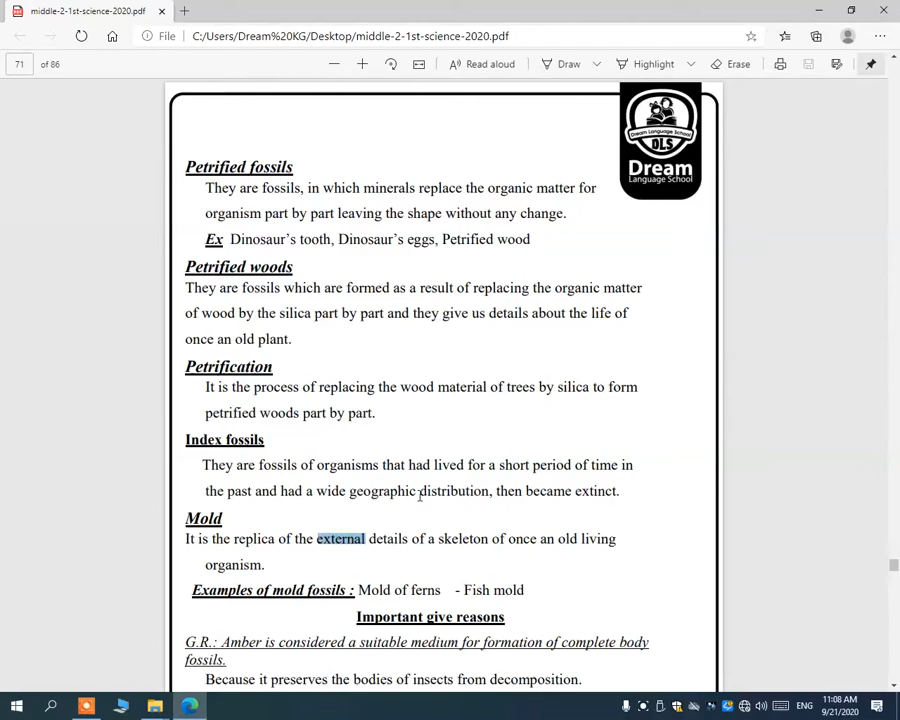 middle-2-1st-science-2020.pdf
File C:/Users/Dream%20KG/Desktop/middle-2-1st-science-2020.pdf
71 of 86 Read aloud Draw Highlight Erase
DLS
Dream
Language School
Petrified fossils
They are fossils, in which minerals replace the organic matter for
organism part by part leaving the shape without any change.
Ex Dinosaur's tooth, Dinosaur's eggs, Petrified wood
Petrified woods
They are fossils which are formed as a result of replacing the organic matter
of wood by the silica part by part and they give us details about the life of
once an old plant.
Petrification
It is the process of replacing the wood material of trees by silica to form
petrified woods part by part.
Index fossils
They are fossils of organisms that had lived for a short period of time in
the past and had a wide geographic distribution, then became extinct.
Mold
It is the replica of the external details of a skeleton of once an old living
organism.
Examples of mold fossils : Mold of ferns - Fish mold
Important give reasons
G.R.: Amber is considered a suitable medium for formation of complete body
fossils.
Because it preserves the bodies of insects from decomposition.
ENG 11:08 AM
9/21/2020